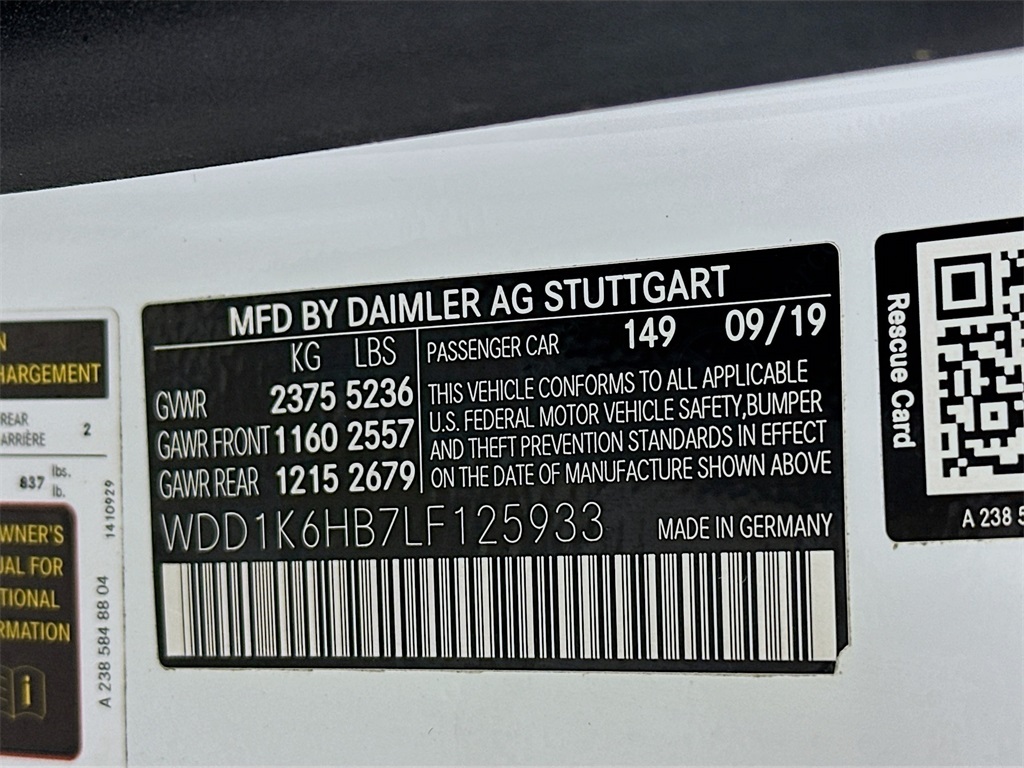 MFD BY DAIMLER AG STUTTGART
KG LBS
GVWR 2375 5236
GAWR FRONT 1160 2557
GAWR REAR 1215 2679
PASSENGER CAR 149 09/19
THIS VEHICLE CONFORMS TO ALL APPLICABLE
U.S. FEDERAL MOTOR VEHICLE SAFETY,BUMPER
AND THEFT PREVENTION STANDARDS IN EFFECT
ON THE DATE OF MANUFACTURE SHOWN ABOVE
WDD1K6HB7LF125933 MADE IN GERMANY
HARGEMENT
REAR
ARRIÈRE 2
837 lbs.
lb.
WNER'S
UAL FOR
TIONAL
RMATION
i
1410929
A 238 584 88 04
Rescue Card
A 238 5